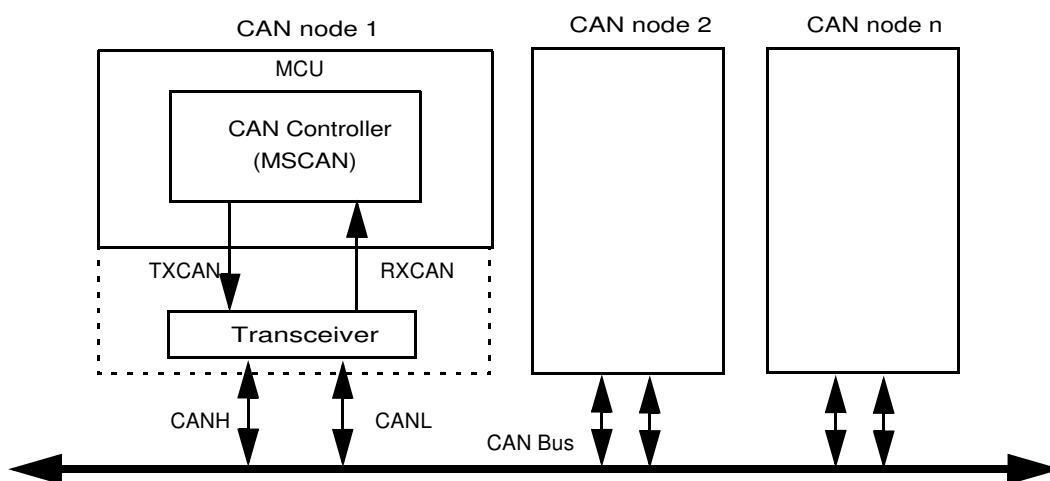 CAN node 1
CAN node 2
CAN node n
MCU
CAN Controller
(MSCAN)
TXCAN
RXCAN
Transceiver
CANH
CANL
CAN Bus